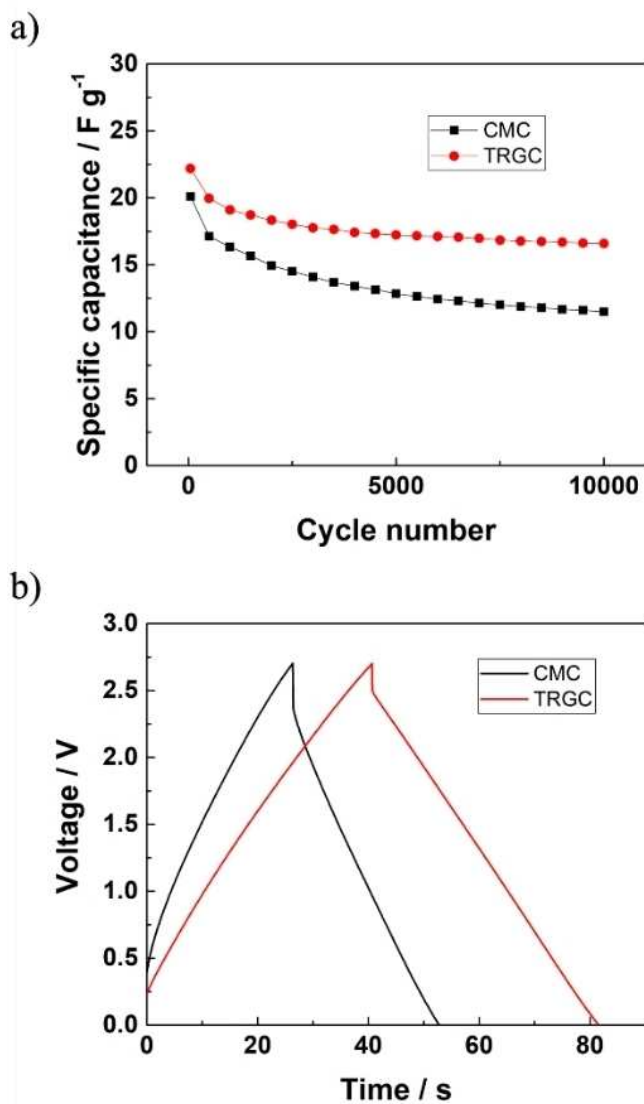 a)
30
25
20
15
10
5
0
Specific capacitance / F g⁻¹
CMC
TRGC
0 5000 10000
Cycle number
b)
3.0
2.5
2.0
1.5
1.0
0.5
0.0
Voltage / V
CMC
TRGC
0 20 40 60 80
Time / s